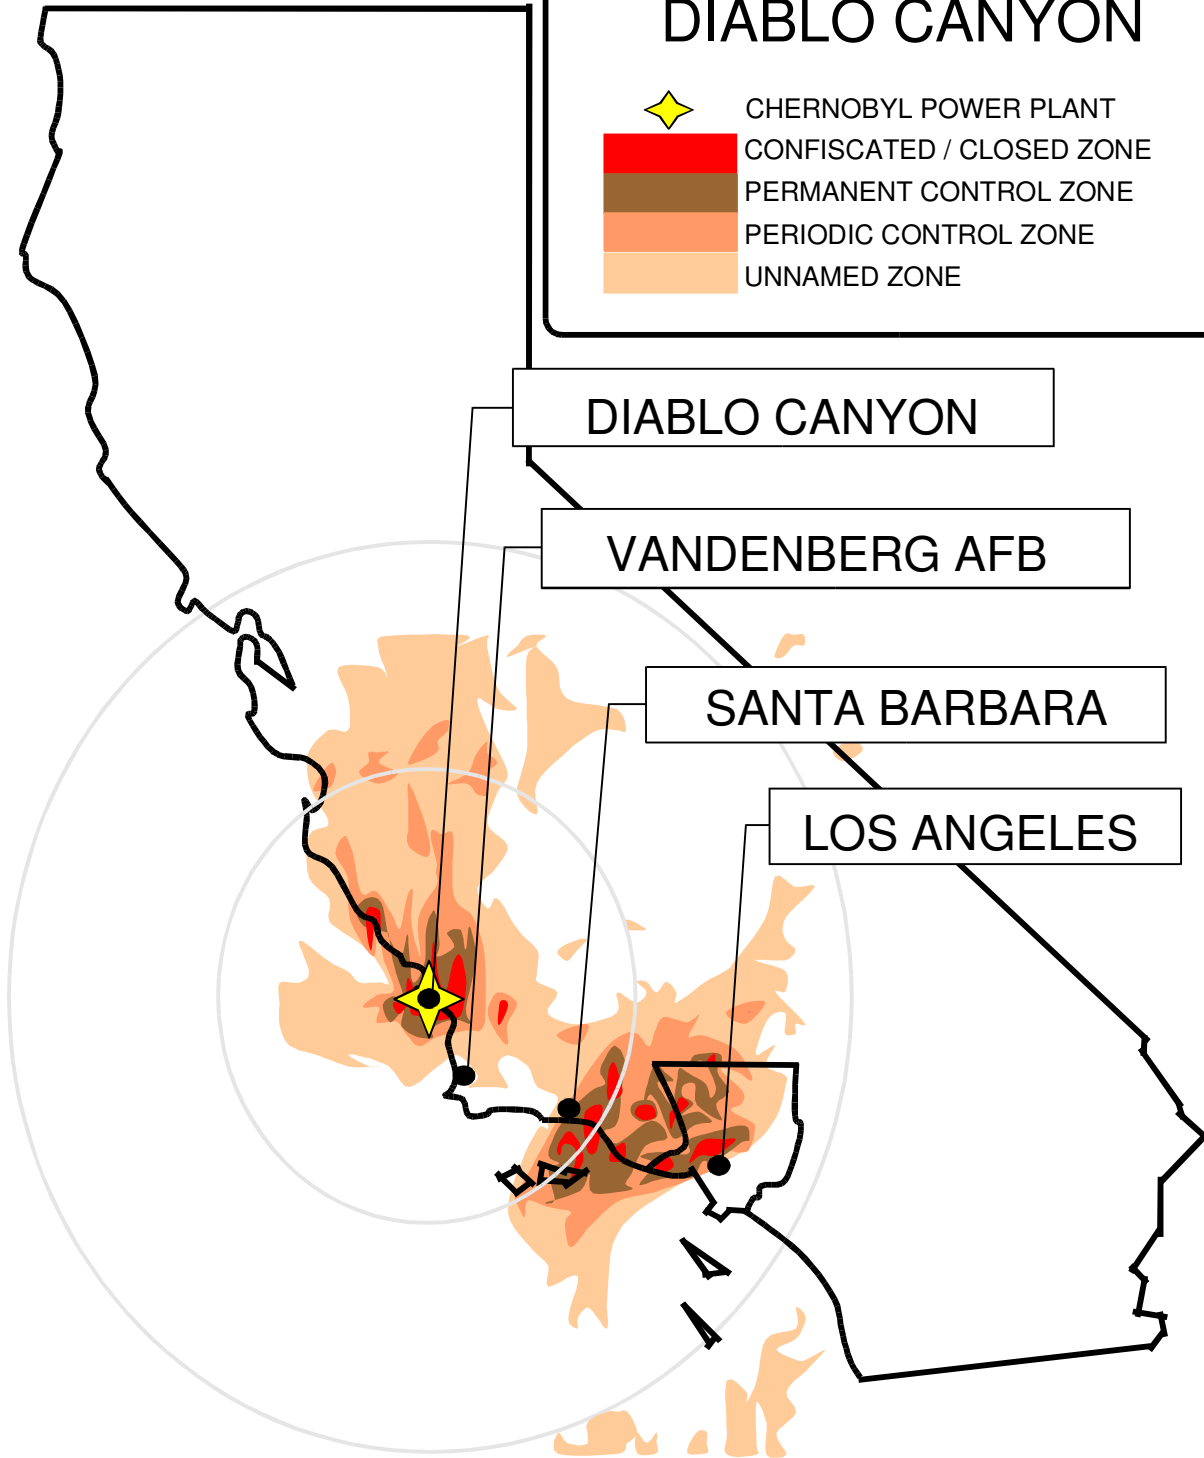 DIABLO CANYON
CHERNOBYL POWER PLANT
CONFISCATED / CLOSED ZONE
PERMANENT CONTROL ZONE
PERIODIC CONTROL ZONE
UNNAMED ZONE
DIABLO CANYON
VANDENBERG AFB
SANTA BARBARA
LOS ANGELES